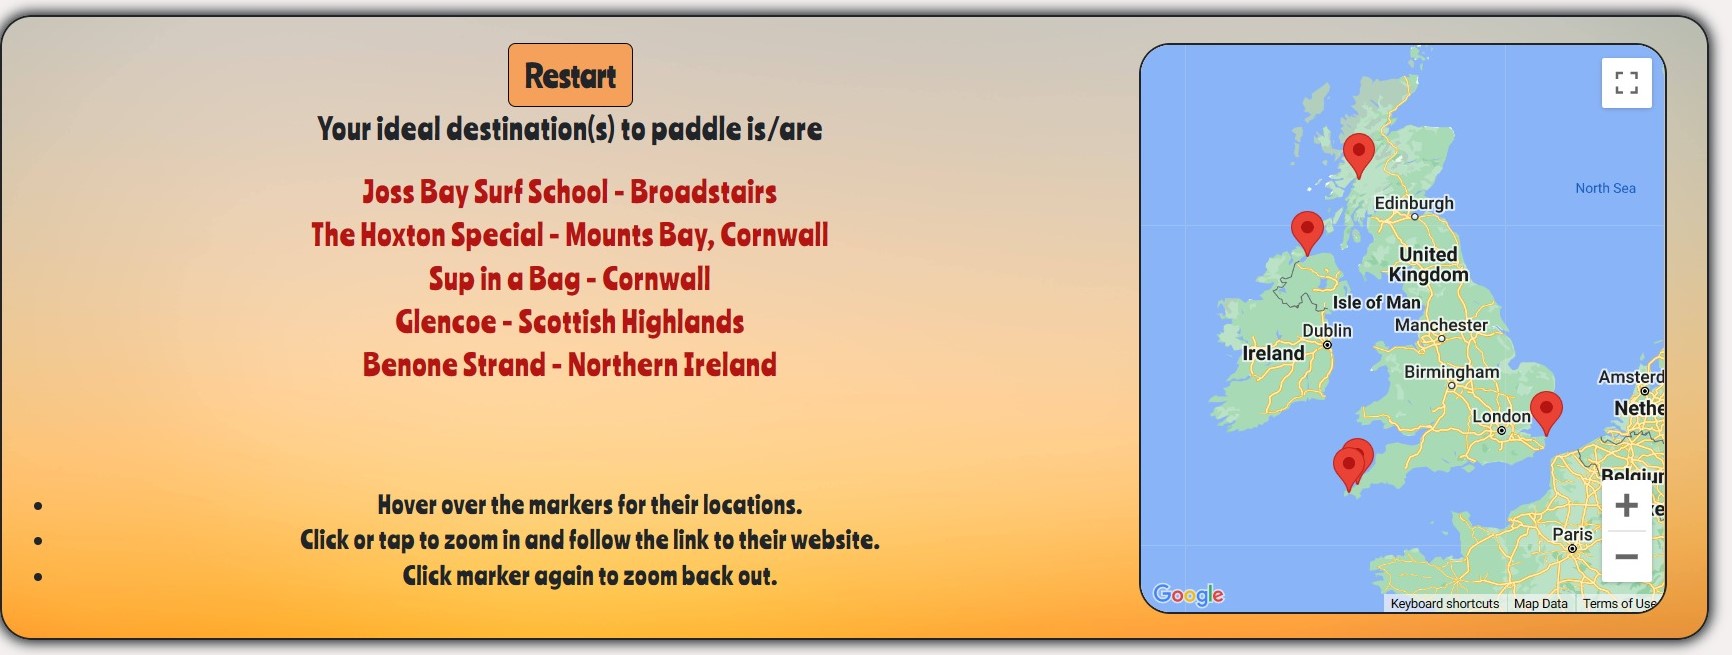 Restart
Your ideal destination(s) to paddle is/are
Joss Bay Surf School - Broadstairs
The Hoxton Special - Mounts Bay, Cornwall
Sup in a Bag - Cornwall
Glencoe - Scottish Highlands
Benone Strand - Northern Ireland
• Hover over the markers for their locations.
• Click or tap to zoom in and follow the link to their website.
• Click marker again to zoom back out.
North Sea
Edinburgh
United
Kingdom
Isle of Man
Dublin
Manchester
Ireland
Birmingham
Amsterd
Nethe
London
Belgiu
Paris
Google
Keyboard shortcuts
Map Data
Terms of Use